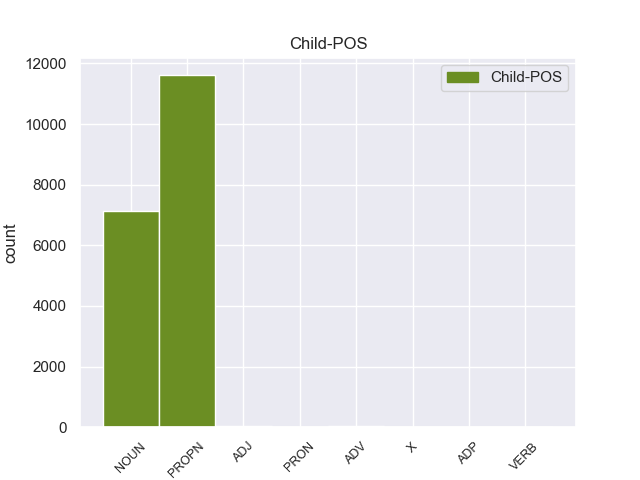 Child-POS
Child-POS
count
12000
10000
8000
6000
4000
2000
0
NOUN PROPN ADJ PRON ADV X ADP VERB